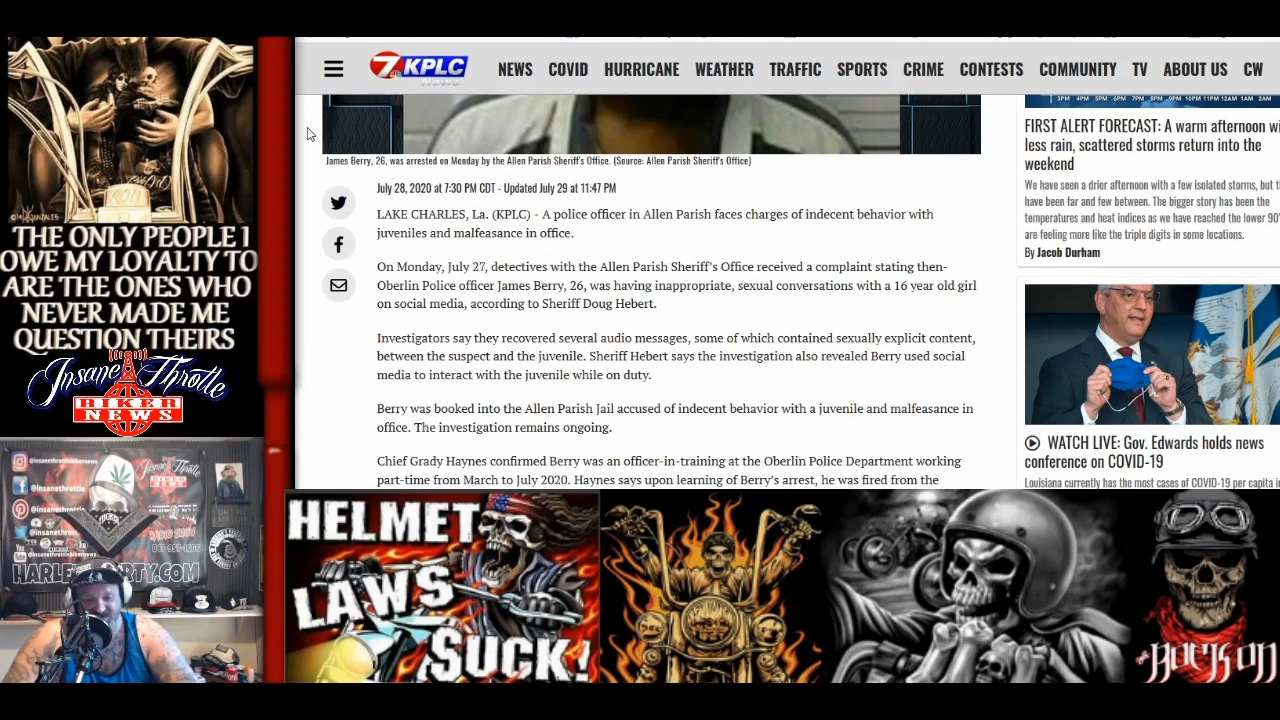 THE ONLY PEOPLE I
OWE MY LOYALTY TO
ARE THE ONES WHO
NEVER MADE ME
QUESTION THEIRS
Insane Throttle
BIKER
NEWS
@insanethrottlebikernews
@insanethrottle
@insanethrottlebikernews
7 KPLC
News
NEWS COVID HURRICANE WEATHER TRAFFIC SPORTS CRIME CONTESTS COMMUNITY TV ABOUT US CW
James Berry, 26, was arrested on Monday by the Allen Parish Sheriff's Office. (Source: Allen Parish Sheriff's Office)
July 28, 2020 at 7:30 PM CDT - Updated July 29 at 11:47 PM
LAKE CHARLES, La. (KPLC) - A police officer in Allen Parish faces charges of indecent behavior with
juveniles and malfeasance in office.
On Monday, July 27, detectives with the Allen Parish Sheriff's Office received a complaint stating then-
Oberlin Police officer James Berry, 26, was having inappropriate, sexual conversations with a 16 year old girl
on social media, according to Sheriff Doug Hebert.
Investigators say they recovered several audio messages, some of which contained sexually explicit content,
between the suspect and the juvenile. Sheriff Hebert says the investigation also revealed Berry used social
media to interact with the juvenile while on duty.
Berry was booked into the Allen Parish Jail accused of indecent behavior with a juvenile and malfeasance in
office. The investigation remains ongoing.
Chief Grady Haynes confirmed Berry was an officer-in-training at the Oberlin Police Department working
part-time from March to July 2020. Haynes says upon learning of Berry's arrest, he was fired from the
3PM 4PM 5PM 6PM 7PM 8PM 9PM 10PM 11PM 12AM 1AM 2AM
FIRST ALERT FORECAST: A warm afternoon wi
less rain, scattered storms return into the
weekend
We have seen a drier afternoon with a few isolated storms, but t
have been far and few between. The bigger story has been the
temperatures and heat indices as we have reached the lower 90'
are feeling more like the triple digits in some locations.
By Jacob Durham
WATCH LIVE: Gov. Edwards holds news
conference on COVID-19
Louisiana currently has the most cases of COVID-19 per capita in
HELMET
LAWS
SUCK!